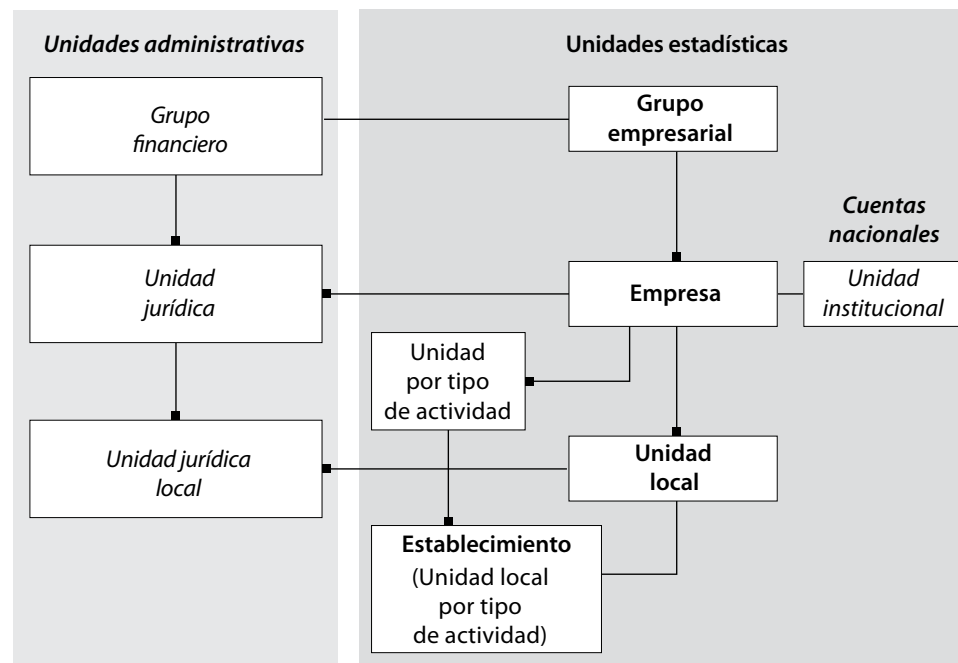 Unidades administrativas
Grupo
financiero
Unidad
jurídica
Unidad jurídica
local
Unidades estadísticas
Grupo
empresarial
Cuentas
nacionales
Empresa
Unidad
institucional
Unidad
por tipo
de actividad
Unidad
local
Establecimiento
(Unidad local
por tipo
de actividad)